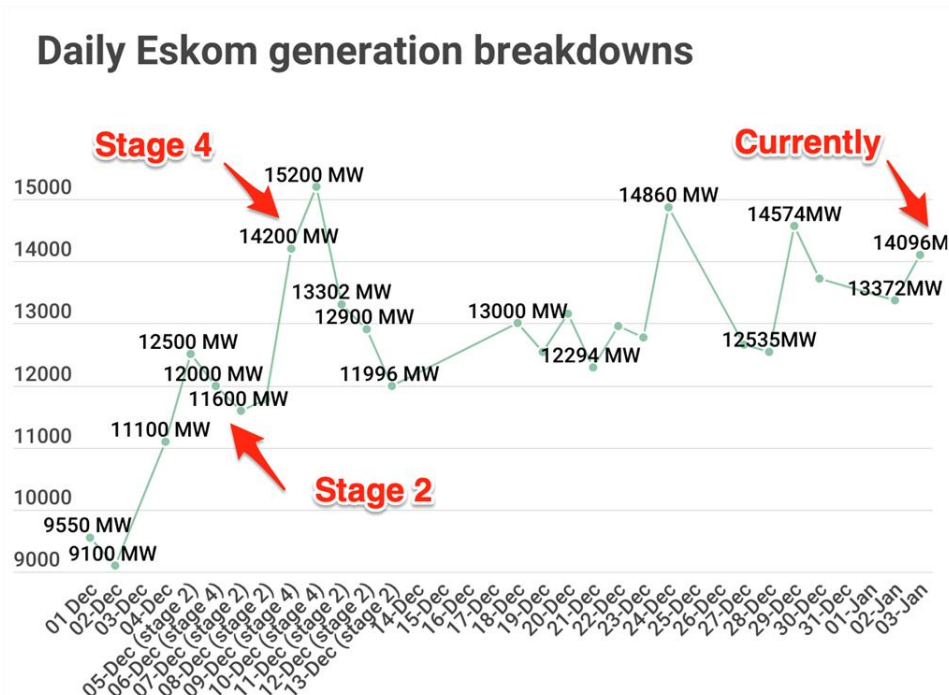 Daily Eskom generation breakdowns
Stage 4
Currently
15200 MW
15000
14860 MW
14574MW
14200 MW
14096M
14000
13302 MW
13372MW
13000 MW
12900 MW
13000
12500 MW
12535MW
12294 MW
12000 MW
11996 MW
12000
11600 MW
11100 MW
11000
Stage 2
10000
9550 MW
9100 MW
9000
01 Dec
02-Dec
03-Dec
04-Dec
05-Dec (stage 2)
06-Dec (stage 4)
07-Dec (stage 2)
08-Dec (stage 2)
09-Dec (stage 4)
10-Dec (stage 4)
11-Dec (stage 2)
12-Dec (stage 2)
13-Dec (stage 2)
14-Dec
15-Dec
16-Dec
17-Dec
18-Dec
19-Dec
20-Dec
21-Dec
22-Dec
23-Dec
24-Dec
25-Dec
26-Dec
27-Dec
28-Dec
29-Dec
30-Dec
31-Dec
01-Jan
02-Jan
03-Jan